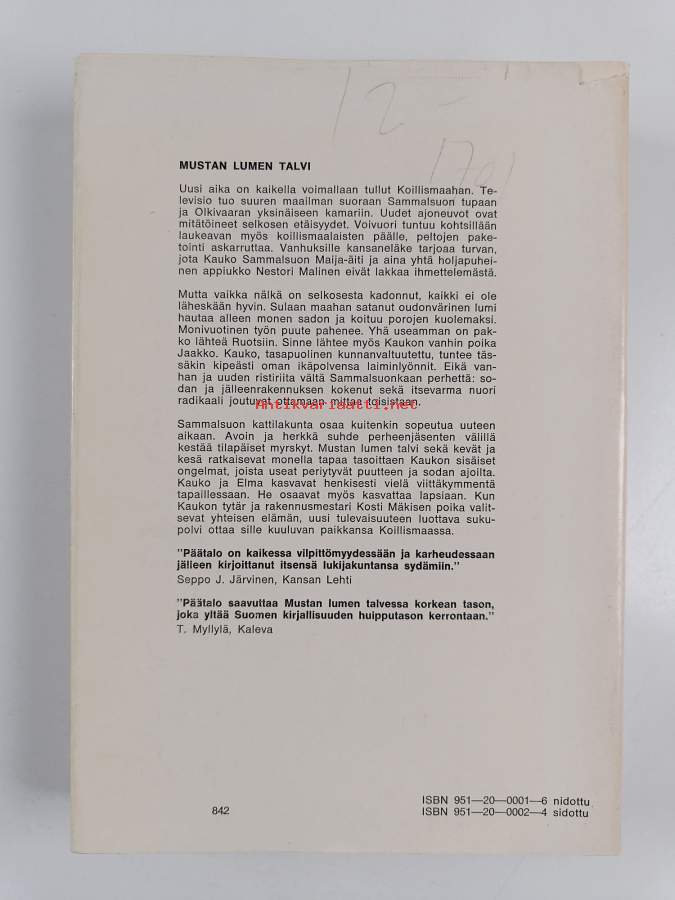 12-
MUSTAN LUMEN TALVI
Uusi aika on kaikella voimallaan tullut Koillismaahan. Te-
levisio tuo suuren maailman suoraan Sammalsuon tupaan
ja Olkivaaran yksinäiseen kamariin. Uudet ajoneuvot ovat
mitätöineet selkosen etäisyydet. Voivuori tuntuu kohtsillään
laukeavan myös koillismaalaisten päälle, peltojen pake-
tointi askarruttaa. Vanhuksille kansaneläke tarjoaa turvan,
jota Kauko Sammalsuon Maija-äiti ja aina yhtä holjapuhei-
nen appiukko Nestori Malinen eivät lakkaa ihmettelemästä.
Mutta vaikka nälkä on selkosesta kadonnut, kaikki ei ole
läheskään hyvin. Sulaan maahan satanut oudonvärinen lumi
hautaa alleen monen sadon ja koituu porojen kuolemaksi.
Monivuotinen työn puute pahenee. Yhä useamman on pak-
ko lähteä Ruotsiin. Sinne lähtee myös Kaukon vanhin poika
Jaakko. Kauko, tasapuolinen kunnanvaltuutettu, tuntee täs-
säkin kipeästi oman ikäpolvensa laiminlyönnit. Eikä van-
han ja uuden ristiriita vältä Sammalsuonkaan perhettä: so-
dan ja jälleenrakennuksen kokenut sekä itsevarma nuori
radikaali joutuvat ottamaan mittaa toisistaan.
Antikvariaatti.net
Sammalsuon kattilakunta osaa kuitenkin sopeutua uuteen
aikaan. Avoin ja herkkä suhde perheenjäsenten välillä
kestää tilapäiset myrskyt. Mustan lumen talvi sekä kevät ja
kesä ratkaisevat monella tapaa tasoittaen Kaukon sisäiset
ongelmat, joista useat periytyvät puutteen ja sodan ajoilta.
Kauko ja Elma kasvavat henkisesti vielä viittäkymmentä
tapaillessaan. He osaavat myös kasvattaa lapsiaan. Kun
Kaukon tytär ja rakennusmestari Kosti Mäkisen poika valit-
sevat yhteisen elämän, uusi tulevaisuuteen luottava suku-
polvi ottaa sille kuuluvan paikkansa Koillismaassa.
"Päätalo on kaikessa vilpittömyydessään ja karheudessaan
jälleen kirjoittanut itsensä lukijakuntansa sydämiin."
Seppo J. Järvinen, Kansan Lehti
"Päätalo saavuttaa Mustan lumen talvessa korkean tason,
joka yltää Suomen kirjallisuuden huipputason kerrontaan."
T. Myllylä, Kaleva
ISBN 951—20—0001—6 nidottu
842
ISBN 951—20—0002—4 sidottu